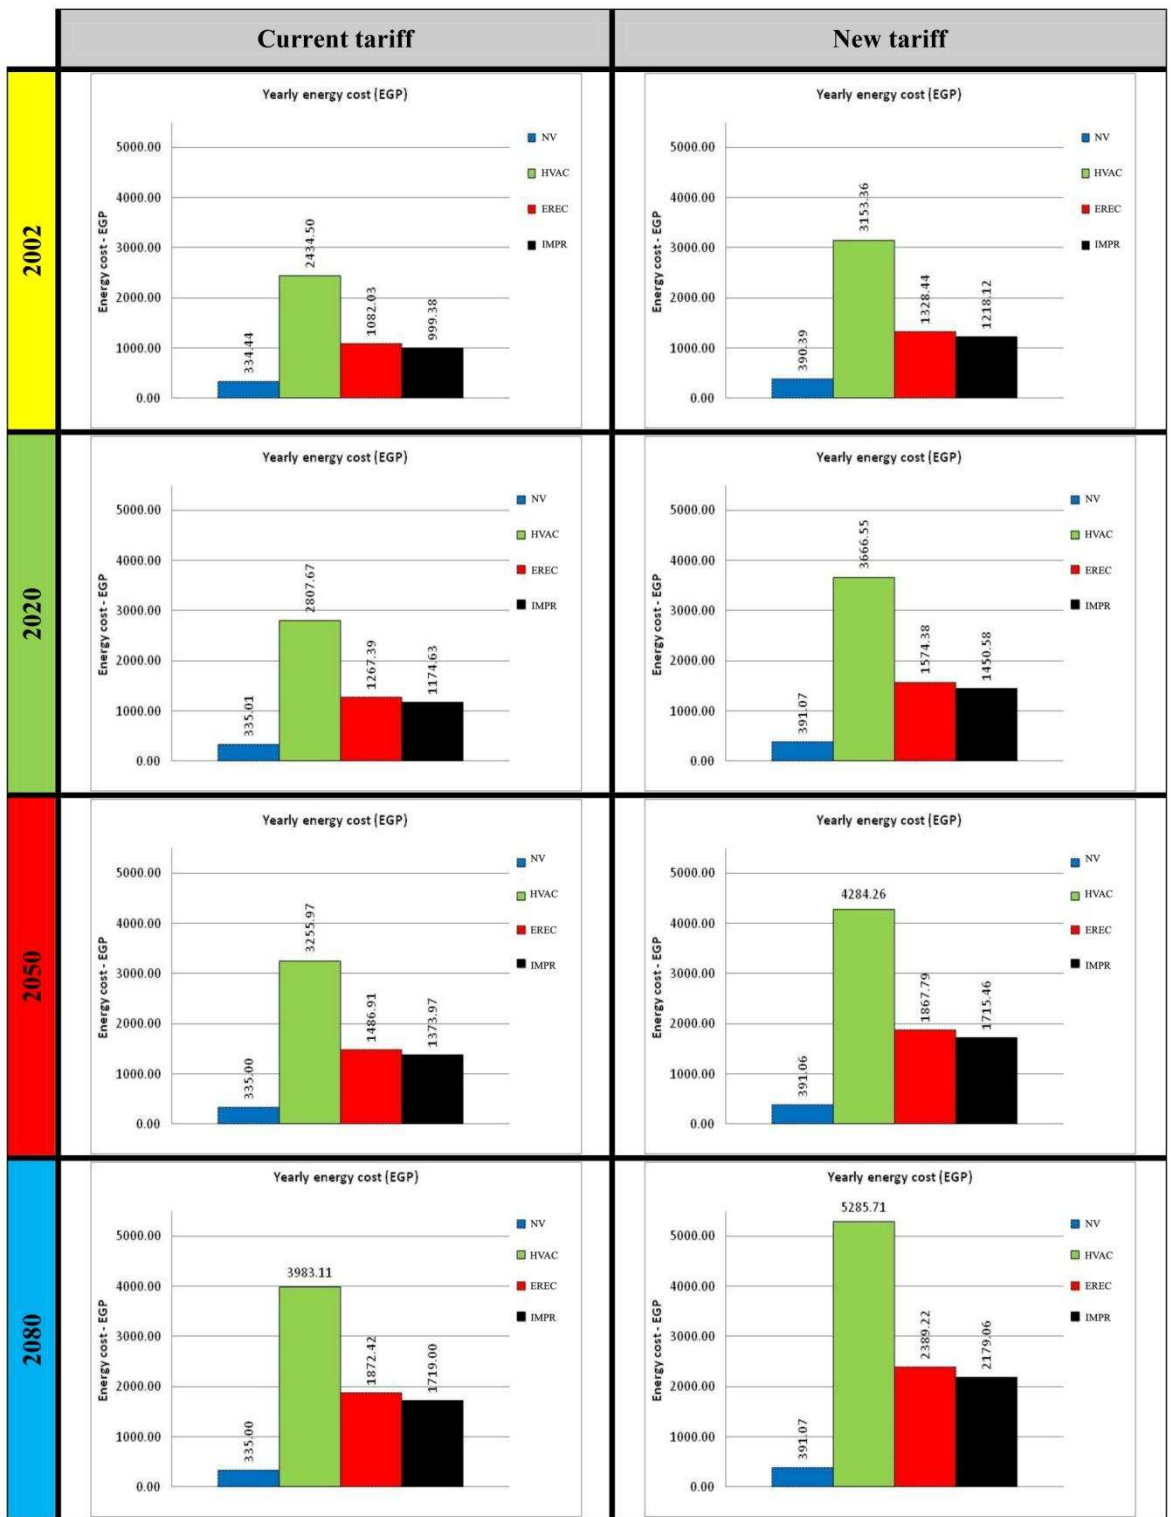 Current tariff
New tariff
2002
Yearly energy cost (EGP)
Energy cost - EGP
5000.00
4000.00
3000.00
2000.00
1000.00
0.00
334.44
2434.50
1082.03
999.38
NV
HVAC
EREC
IMPR
Yearly energy cost (EGP)
Energy cost - EGP
5000.00
4000.00
3000.00
2000.00
1000.00
0.00
390.39
3153.36
1328.44
1218.12
NV
HVAC
EREC
IMPR
2020
Yearly energy cost (EGP)
Energy cost - EGP
5000.00
4000.00
3000.00
2000.00
1000.00
0.00
335.01
2807.67
1267.39
1174.63
NV
HVAC
EREC
IMPR
Yearly energy cost (EGP)
Energy cost - EGP
5000.00
4000.00
3000.00
2000.00
1000.00
0.00
391.07
3666.55
1574.38
1450.58
NV
HVAC
EREC
IMPR
2050
Yearly energy cost (EGP)
Energy cost - EGP
5000.00
4000.00
3000.00
2000.00
1000.00
0.00
335.00
3255.97
1486.91
1373.97
NV
HVAC
EREC
IMPR
Yearly energy cost (EGP)
Energy cost - EGP
5000.00
4000.00
3000.00
2000.00
1000.00
0.00
391.06
4284.26
1867.79
1715.46
NV
HVAC
EREC
IMPR
2080
Yearly energy cost (EGP)
Energy cost - EGP
5000.00
4000.00
3000.00
2000.00
1000.00
0.00
335.00
3983.11
1872.42
1719.00
NV
HVAC
EREC
IMPR
Yearly energy cost (EGP)
Energy cost - EGP
5000.00
4000.00
3000.00
2000.00
1000.00
0.00
391.07
5285.71
2389.22
2179.06
NV
HVAC
EREC
IMPR